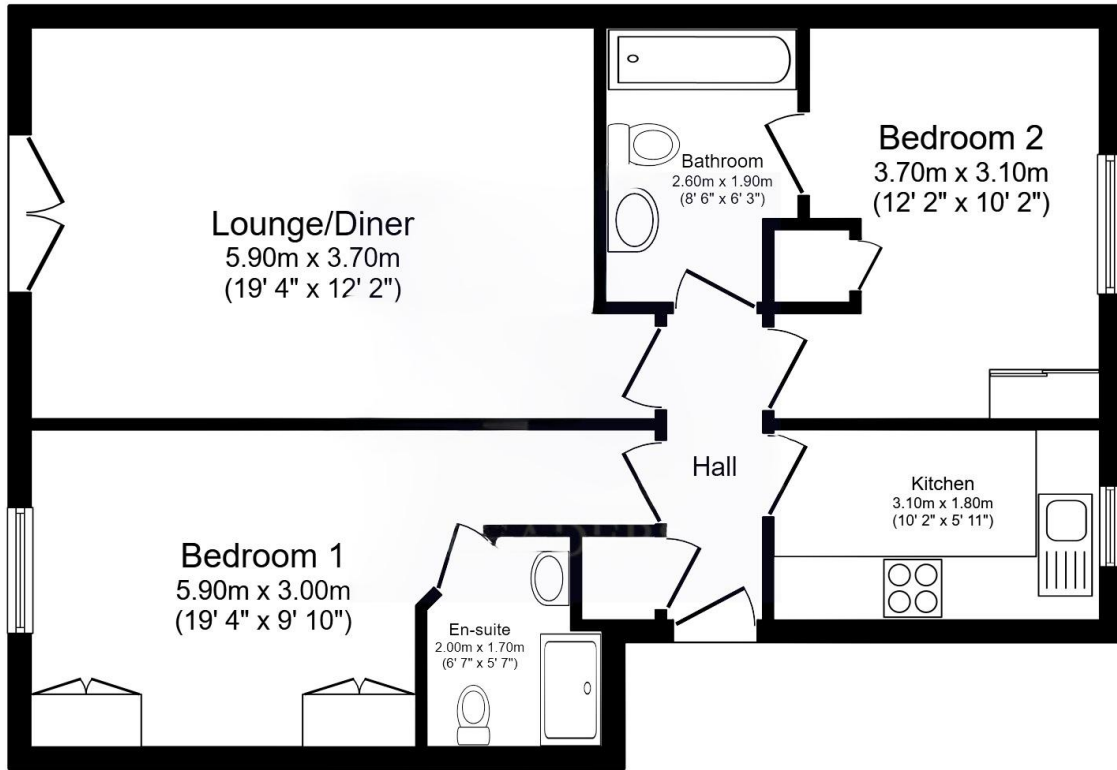 Lounge/Diner
5.90m x 3.70m
(19' 4" x 12' 2")
Bathroom
2.60m x 1.90m
(8' 6" x 6' 3")
Bedroom 2
3.70m x 3.10m
(12' 2" x 10' 2")
Hall
Kitchen
3.10m x 1.80m
(10' 2" x 5' 11")
Bedroom 1
5.90m x 3.00m
(19' 4" x 9' 10")
En-suite
2.00m x 1.70m
(6' 7" x 5' 7")